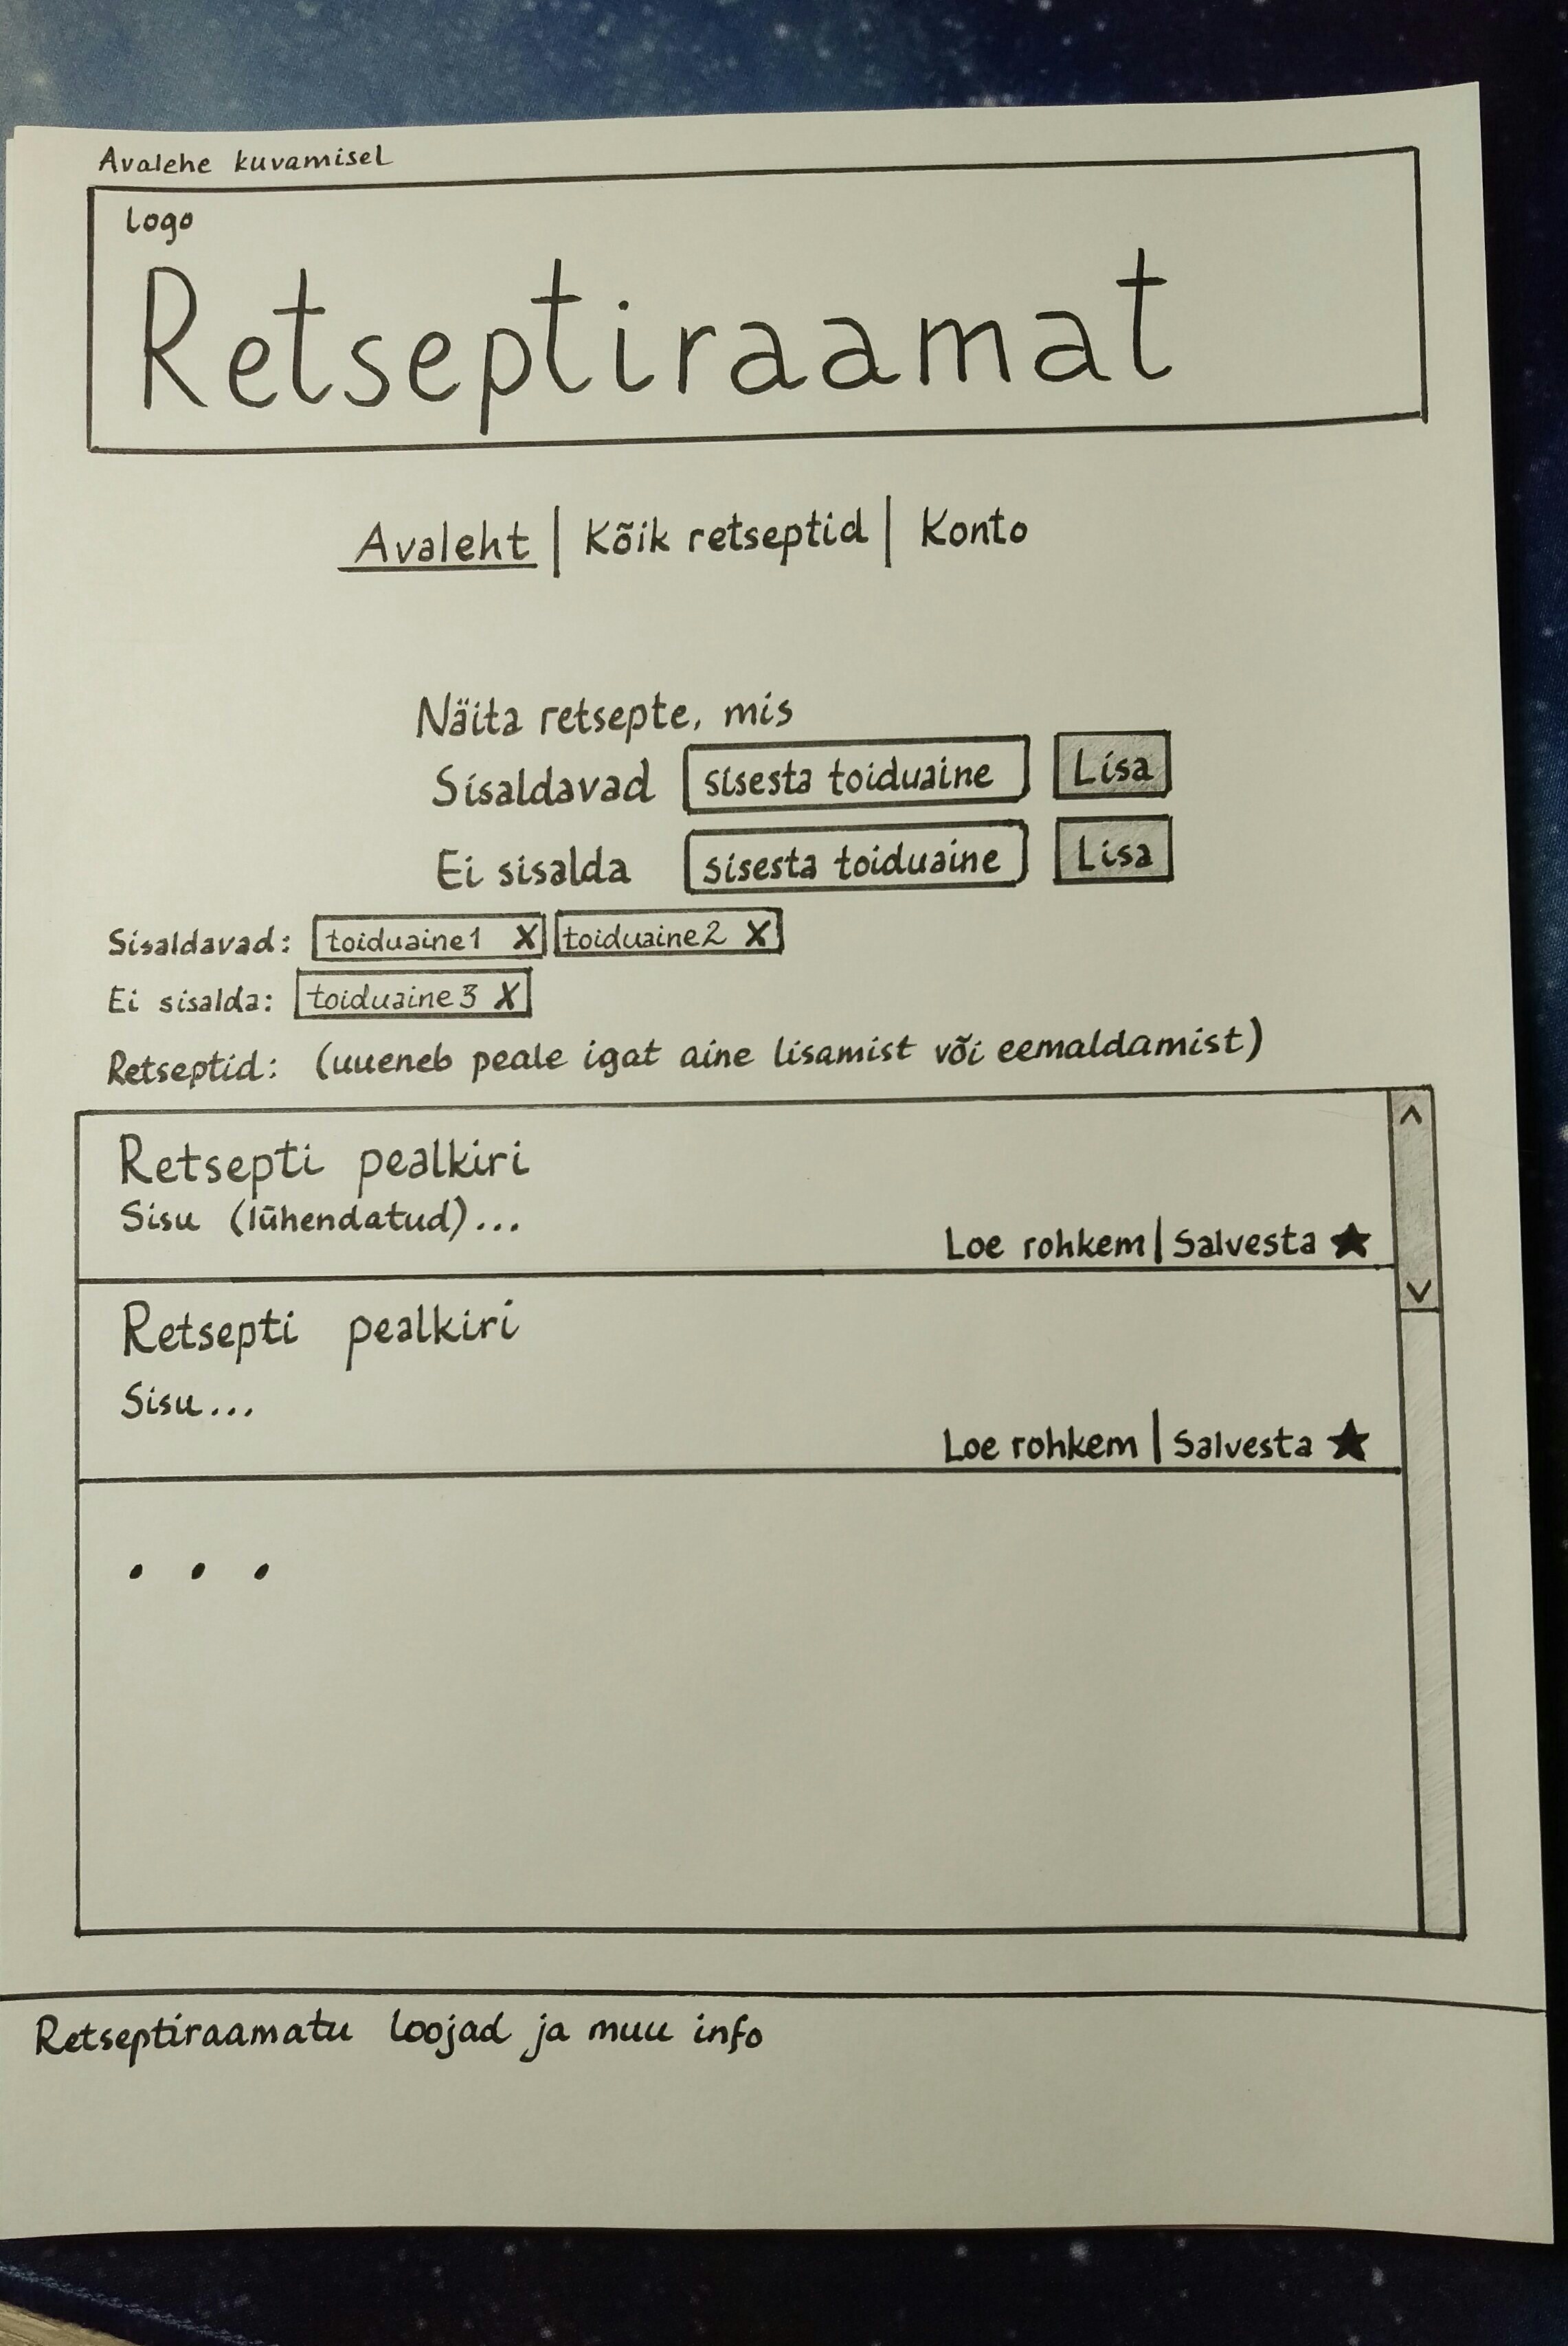 Avalehe kuvamisel
logo
Retseptiraamat
Avaleht | Kõik retseptid | Konto
Näita retsepte, mis
Sisaldavad sisesta toiduaine Lisa
Ei sisalda sisesta toiduaine Lisa
Sisaldavad: toiduaine1 X toiduaine2 X
Ei sisalda: toiduaine3 X
Retseptid: (uueneb peale igat aine lisamist või eemaldamist)
Retsepti pealkiri
Sisu (lühendatud)...
Loe rohkem | Salvesta ★
Retsepti pealkiri
Sisu...
Loe rohkem | Salvesta ★
...
Retseptiraamatu loojad ja muu info